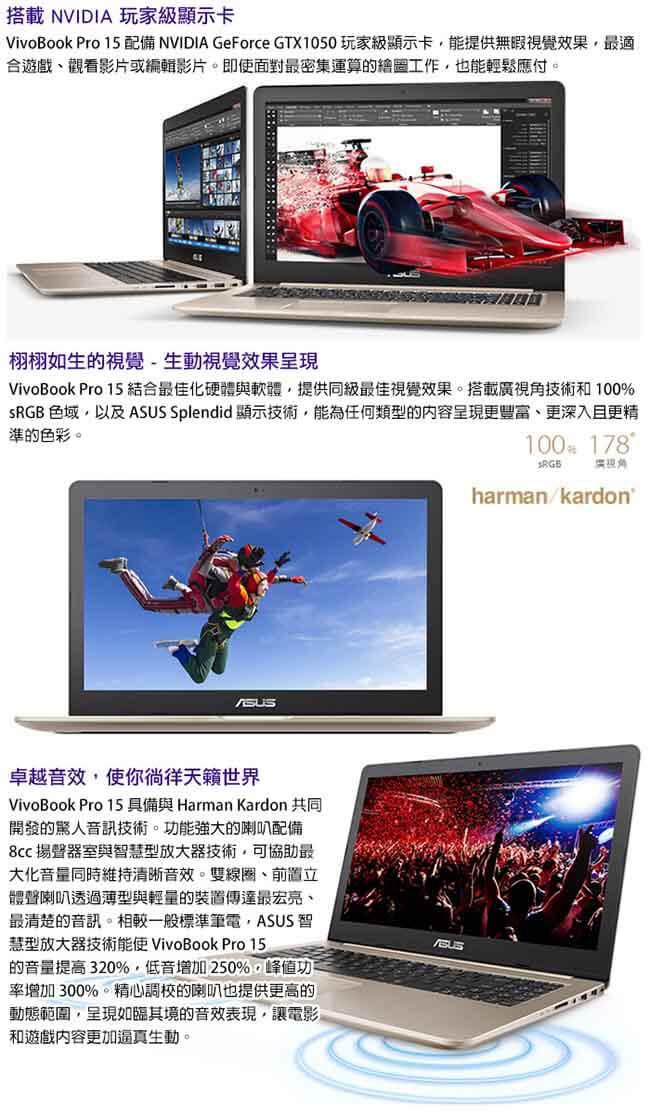 搭載 NVIDIA 玩家級顯示卡
VivoBook Pro 15 配備 NVIDIA GeForce GTX1050 玩家級顯示卡，能提供無暇視覺效果，最適
合遊戲、觀看影片或編輯影片。即使面對最密集運算的繪圖工作，也能輕鬆應付。
ASUS
ASUS
栩栩如生的視覺 - 生動視覺效果呈現
VivoBook Pro 15 結合最佳化硬體與軟體，提供同級最佳視覺效果。搭載廣視角技術和 100%
sRGB 色域，以及 ASUS Splendid 顯示技術，能為任何類型的內容呈現更豐富、更深入且更精
準的色彩。
100% 178°
sRGB 廣視角
harman/kardon®
ASUS
卓越音效，使你徜徉天籟世界
VivoBook Pro 15 具備與 Harman Kardon 共同
開發的驚人音訊技術。功能強大的喇叭配備
8cc 揚聲器室與智慧型放大器技術，可協助最
大化音量同時維持清晰音效。雙線圈、前置立
體聲喇叭透過薄型與輕量的裝置傳達最宏亮、
最清楚的音訊。相較一般標準筆電，ASUS 智
慧型放大器技術能使 VivoBook Pro 15
的音量提高 320%，低音增加 250%，峰值功
率增加 300%。精心調校的喇叭也提供更高的
動態範圍，呈現如臨其境的音效表現，讓電影
和遊戲內容更加逼真生動。
ASUS